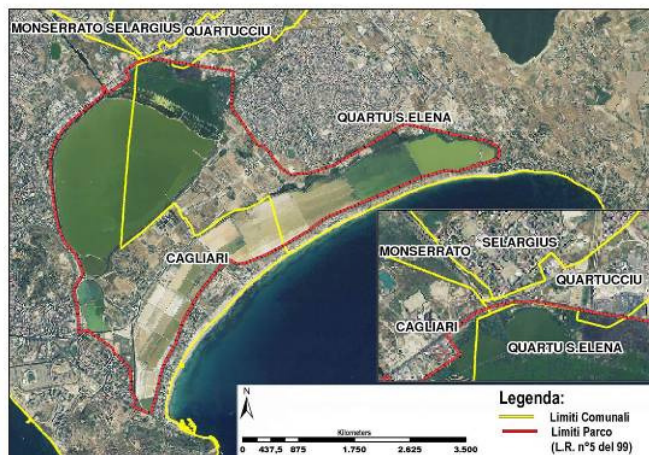 MONSERRATO SELARGIUS QUARTUCCIU
QUARTU S.ELENA
CAGLIARI
SELARGIUS
MONSERRATO
QUARTUCCIU
CAGLIARI
QUARTU S.ELENA
N
Kilometers
0 437,5 875 1.750 2.625 3.500
Legenda:
Limiti Comunali
Limiti Parco
(L.R. n°5 del 99)